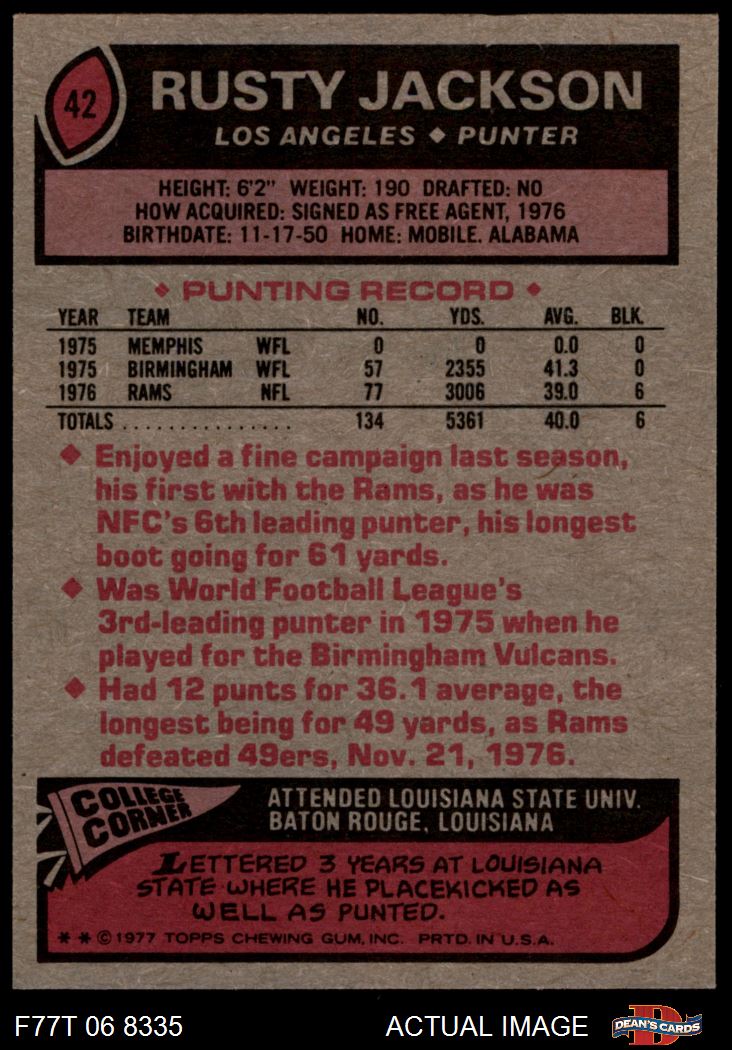 42
RUSTY JACKSON
LOS ANGELES ♦ PUNTER
HEIGHT: 6'2" WEIGHT: 190 DRAFTED: NO
HOW ACQUIRED: SIGNED AS FREE AGENT, 1976
BIRTHDATE: 11-17-50 HOME: MOBILE. ALABAMA
♦ PUNTING RECORD ♦
YEAR TEAM NO. YDS. AVG. BLK.
1975 MEMPHIS WFL 0 0 0.0 0
1975 BIRMINGHAM WFL 57 2355 41.3 0
1976 RAMS NFL 77 3006 39.0 6
TOTALS . . . . . . . . . . . . . . . 134 5361 40.0 6
♦ Enjoyed a fine campaign last season,
his first with the Rams, as he was
NFC's 6th leading punter, his longest
boot going for 61 yards.
♦ Was World Football League's
3rd-leading punter in 1975 when he
played for the Birmingham Vulcans.
♦ Had 12 punts for 36.1 average, the
longest being for 49 yards, as Rams
defeated 49ers, Nov. 21, 1976.
COLLEGE
CORNER
ATTENDED LOUISIANA STATE UNIV.
BATON ROUGE, LOUISIANA
LETTERED 3 YEARS AT LOUISIANA
STATE WHERE HE PLACEKICKED AS
WELL AS PUNTED.
* * © 1977 TOPPS CHEWING GUM, INC. PRTD. IN U.S.A.
F77T 06 8335 ACTUAL IMAGE
D
DEAN'S CARDS